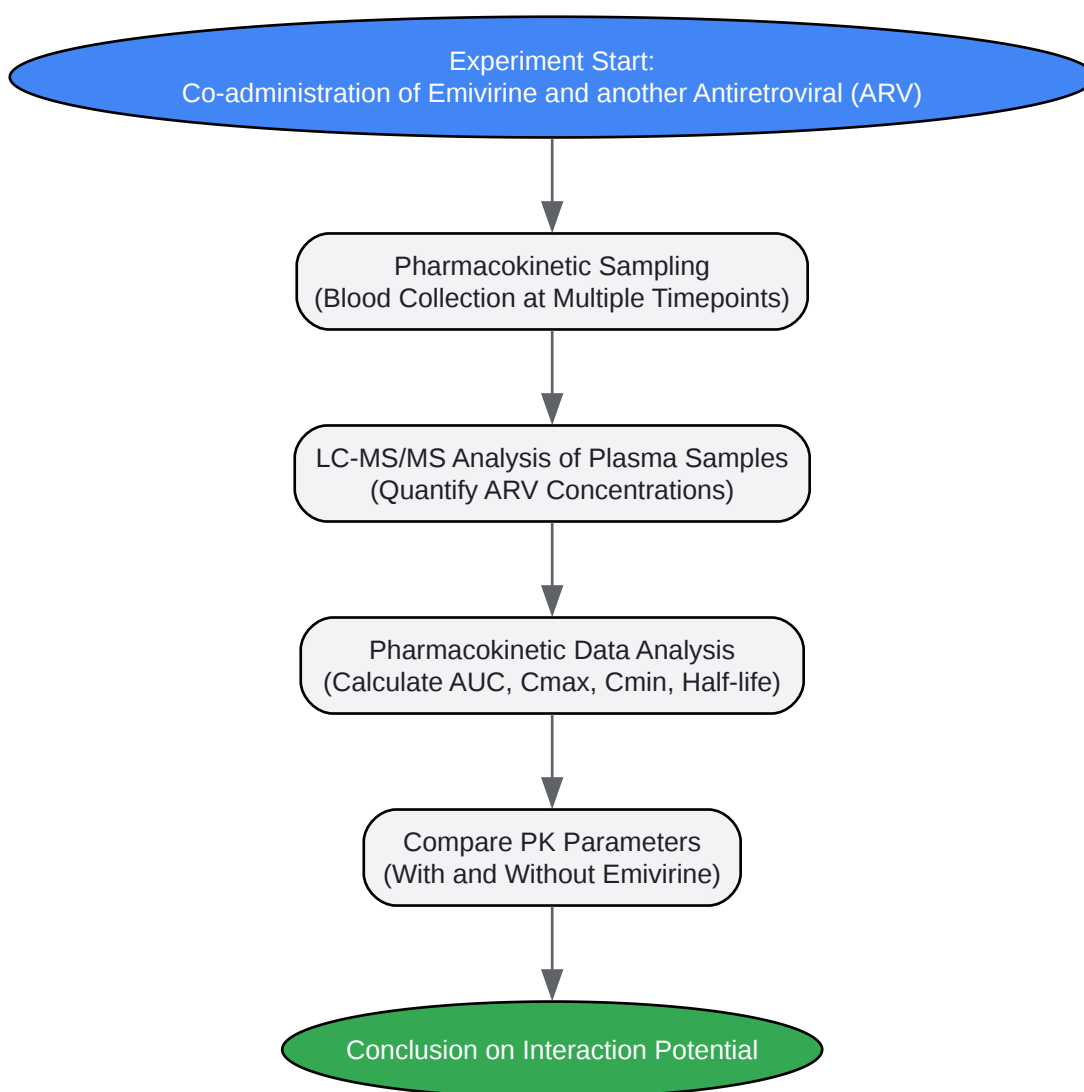 Experiment Start:
Co-administration of Emivirine and another Antiretroviral (ARV)
Pharmacokinetic Sampling
(Blood Collection at Multiple Timepoints)
LC-MS/MS Analysis of Plasma Samples
(Quantify ARV Concentrations)
Pharmacokinetic Data Analysis
(Calculate AUC, Cmax, Cmin, Half-life)
Compare PK Parameters
(With and Without Emivirine)
Conclusion on Interaction Potential